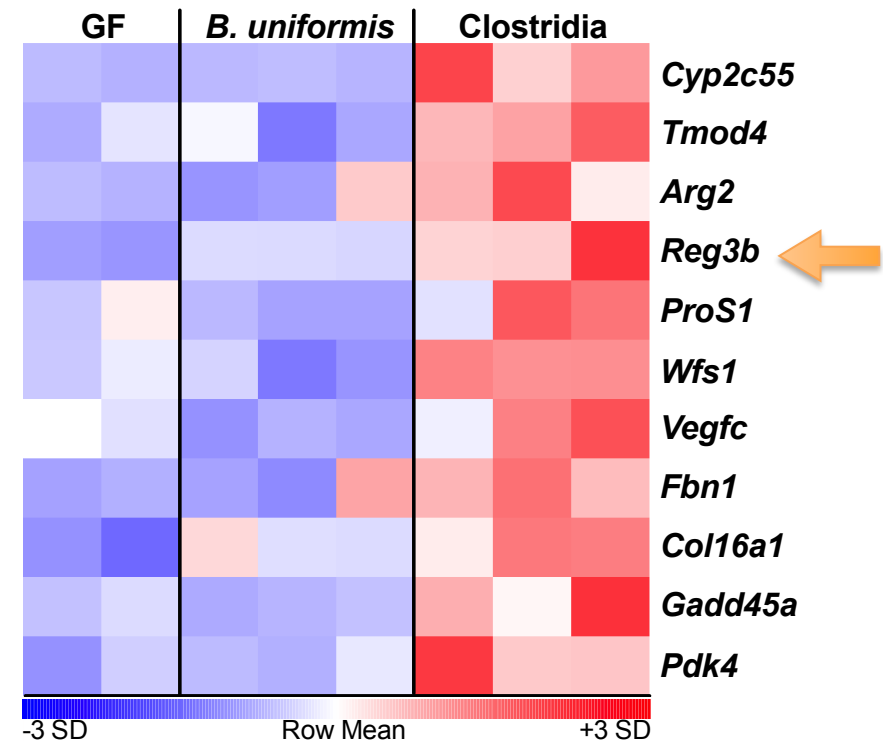 GF B. uniformis Clostridia
Cyp2c55
Tmod4
Arg2
Reg3b
ProS1
Wfs1
Vegfc
Fbn1
Col16a1
Gadd45a
Pdk4
-3 SD Row Mean +3 SD